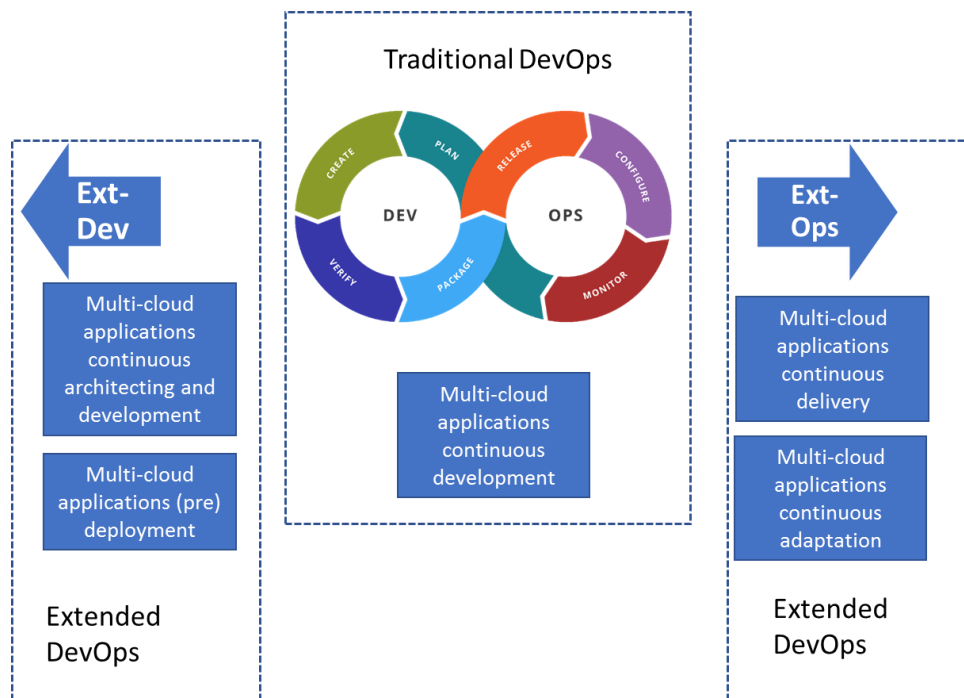 Traditional DevOps
CREATE
PLAN
RELEASE
CONFIGURE
DEV
OPS
VERIFY
PACKAGE
MONITOR
Multi-cloud
applications
continuous
development
Ext-
Dev
Multi-cloud
applications
continuous
architecting and
development
Multi-cloud
applications (pre)
deployment
Extended
DevOps
Ext-
Ops
Multi-cloud
applications
continuous
delivery
Multi-cloud
applications
continuous
adaptation
Extended
DevOps